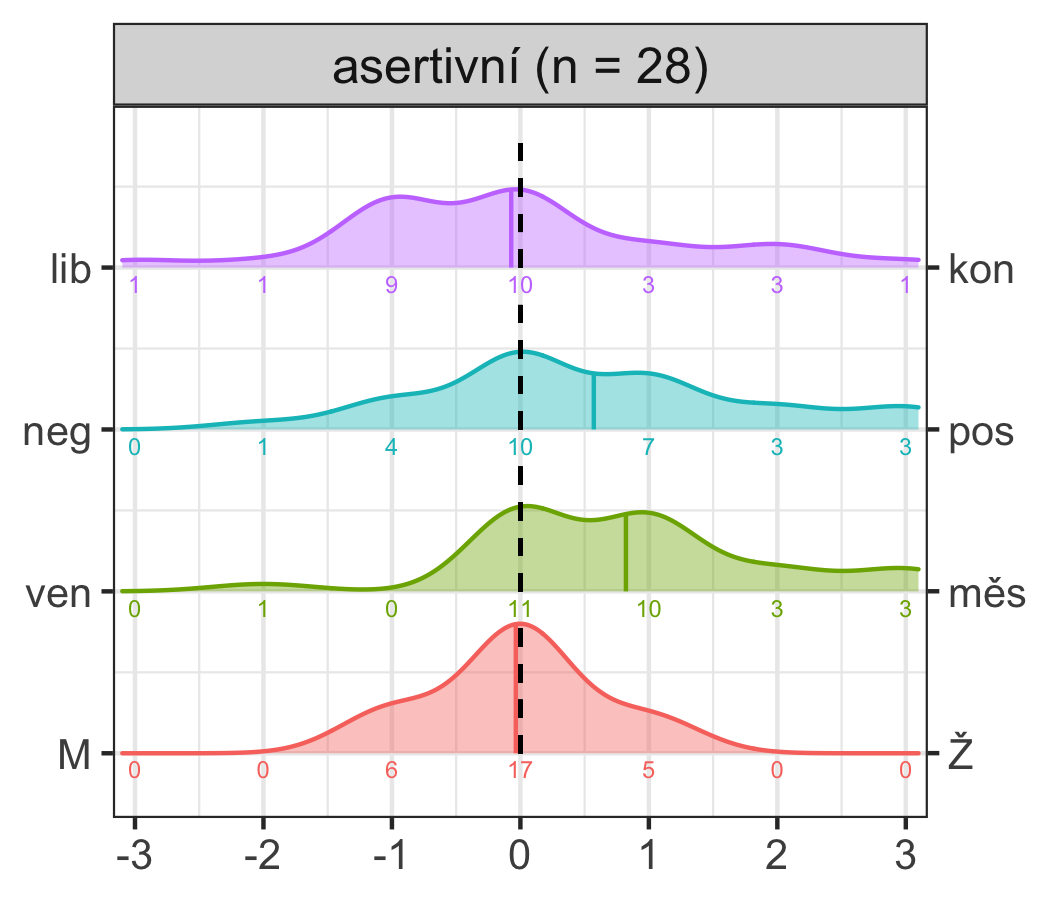 asertivní (n = 28)
lib kon
1 1 9 10 3 3 1
neg pos
0 1 4 10 7 3 3
ven měs
0 1 0 11 10 3 3
M Ž
0 0 6 17 5 0 0
-3 -2 -1 0 1 2 3